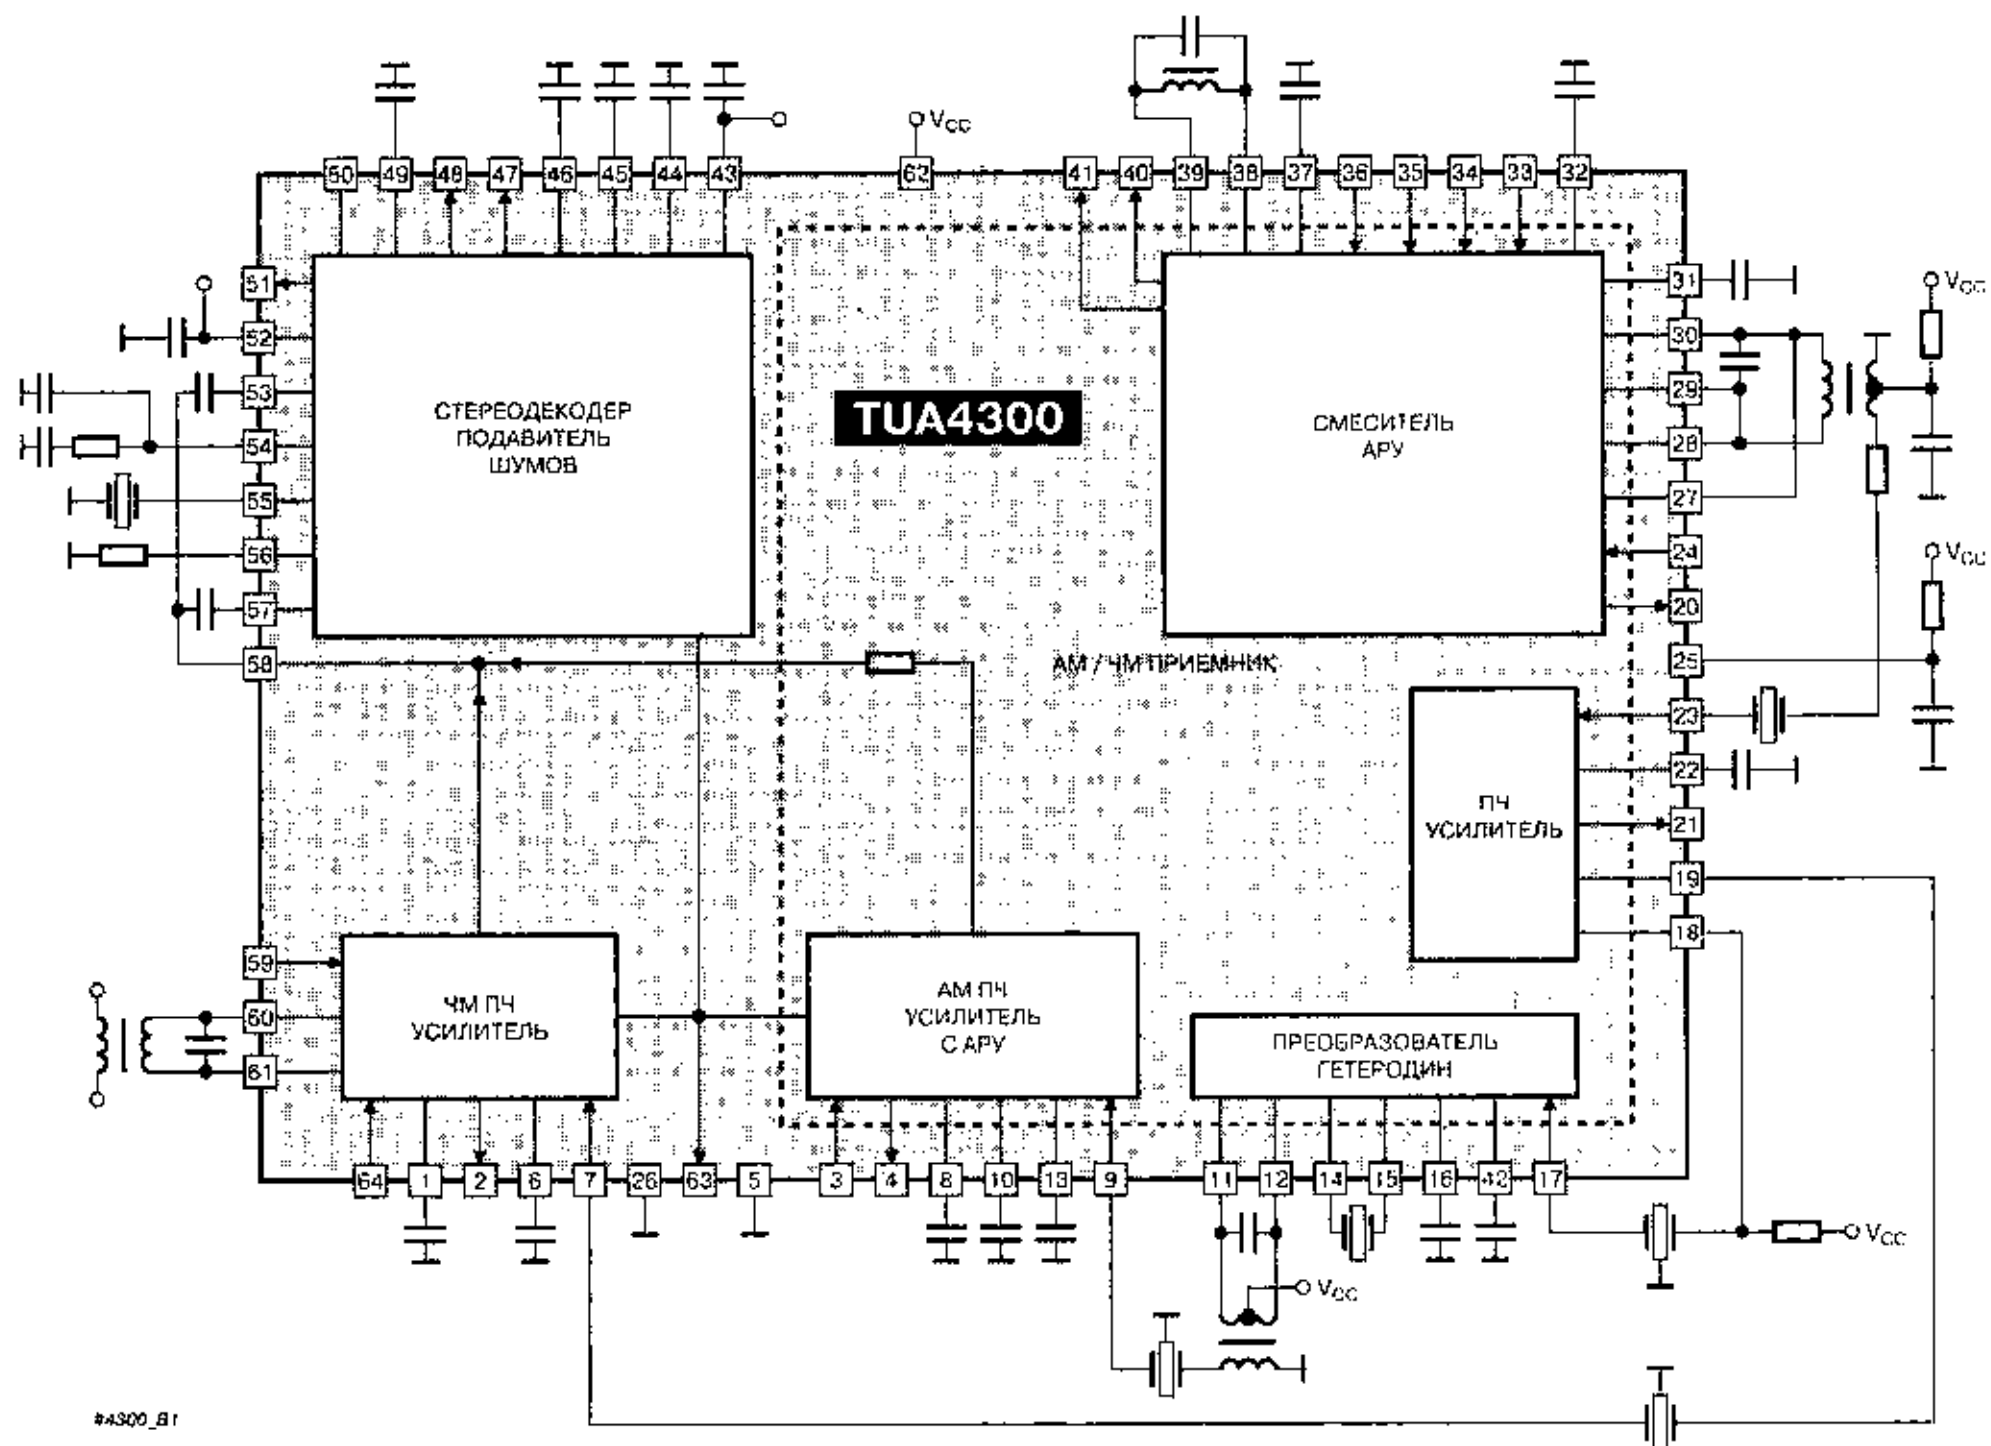 V_CC
50 49 48 47 46 45 44 43 62 41 40 39 38 37 36 35 34 33 32
51
52
53
54
55
56
57
58
СТЕРЕОДЕКОДЕР
ПОДАВИТЕЛЬ
ШУМОВ
TUA4300
СМЕСИТЕЛЬ
АРУ
31
30
29
28
27
24
20
25
23
22
21
19
18
V_CC
V_CC
АМ / ЧМ ПРИЕМНИК
ПЧ
УСИЛИТЕЛЬ
59
60
61
ЧМ ПЧ
УСИЛИТЕЛЬ
АМ ПЧ
УСИЛИТЕЛЬ
С АРУ
ПРЕОБРАЗОВАТЕЛЬ
ГЕТЕРОДИН
64 1 2 6 7 26 63 5 3 4 8 10 13 9 11 12 14 15 16 42 17
V_CC
V_CC
#4300_B1